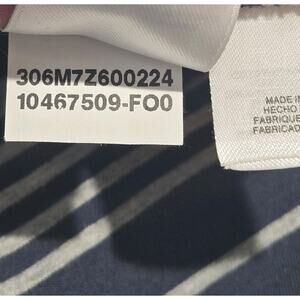 306M7Z600224
10467509-FO0
MADE IN
HECHO
FABRIQUE
FABRICAD